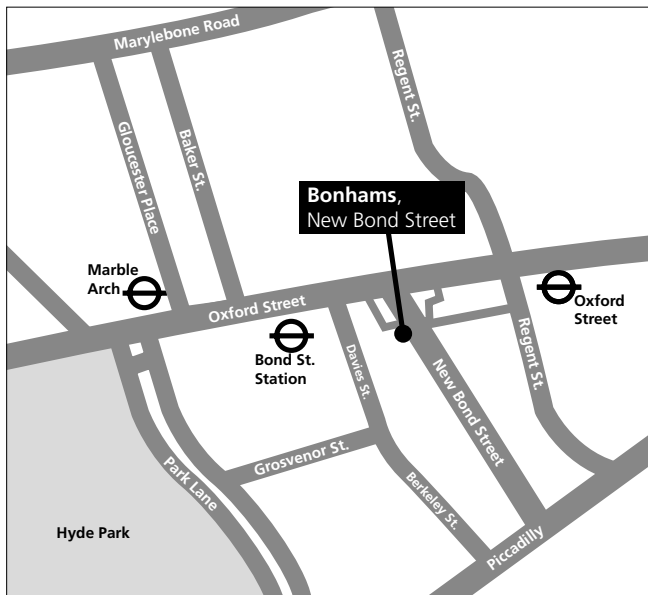 Marylebone Road
Regent St.
Gloucester Place
Baker St.
Bonhams,
New Bond Street
Marble
Arch
Oxford Street
Oxford
Street
Bond St.
Station
Davies St.
Regent St.
New Bond Street
Grosvenor St.
Park Lane
Berkeley St.
Hyde Park
Piccadilly